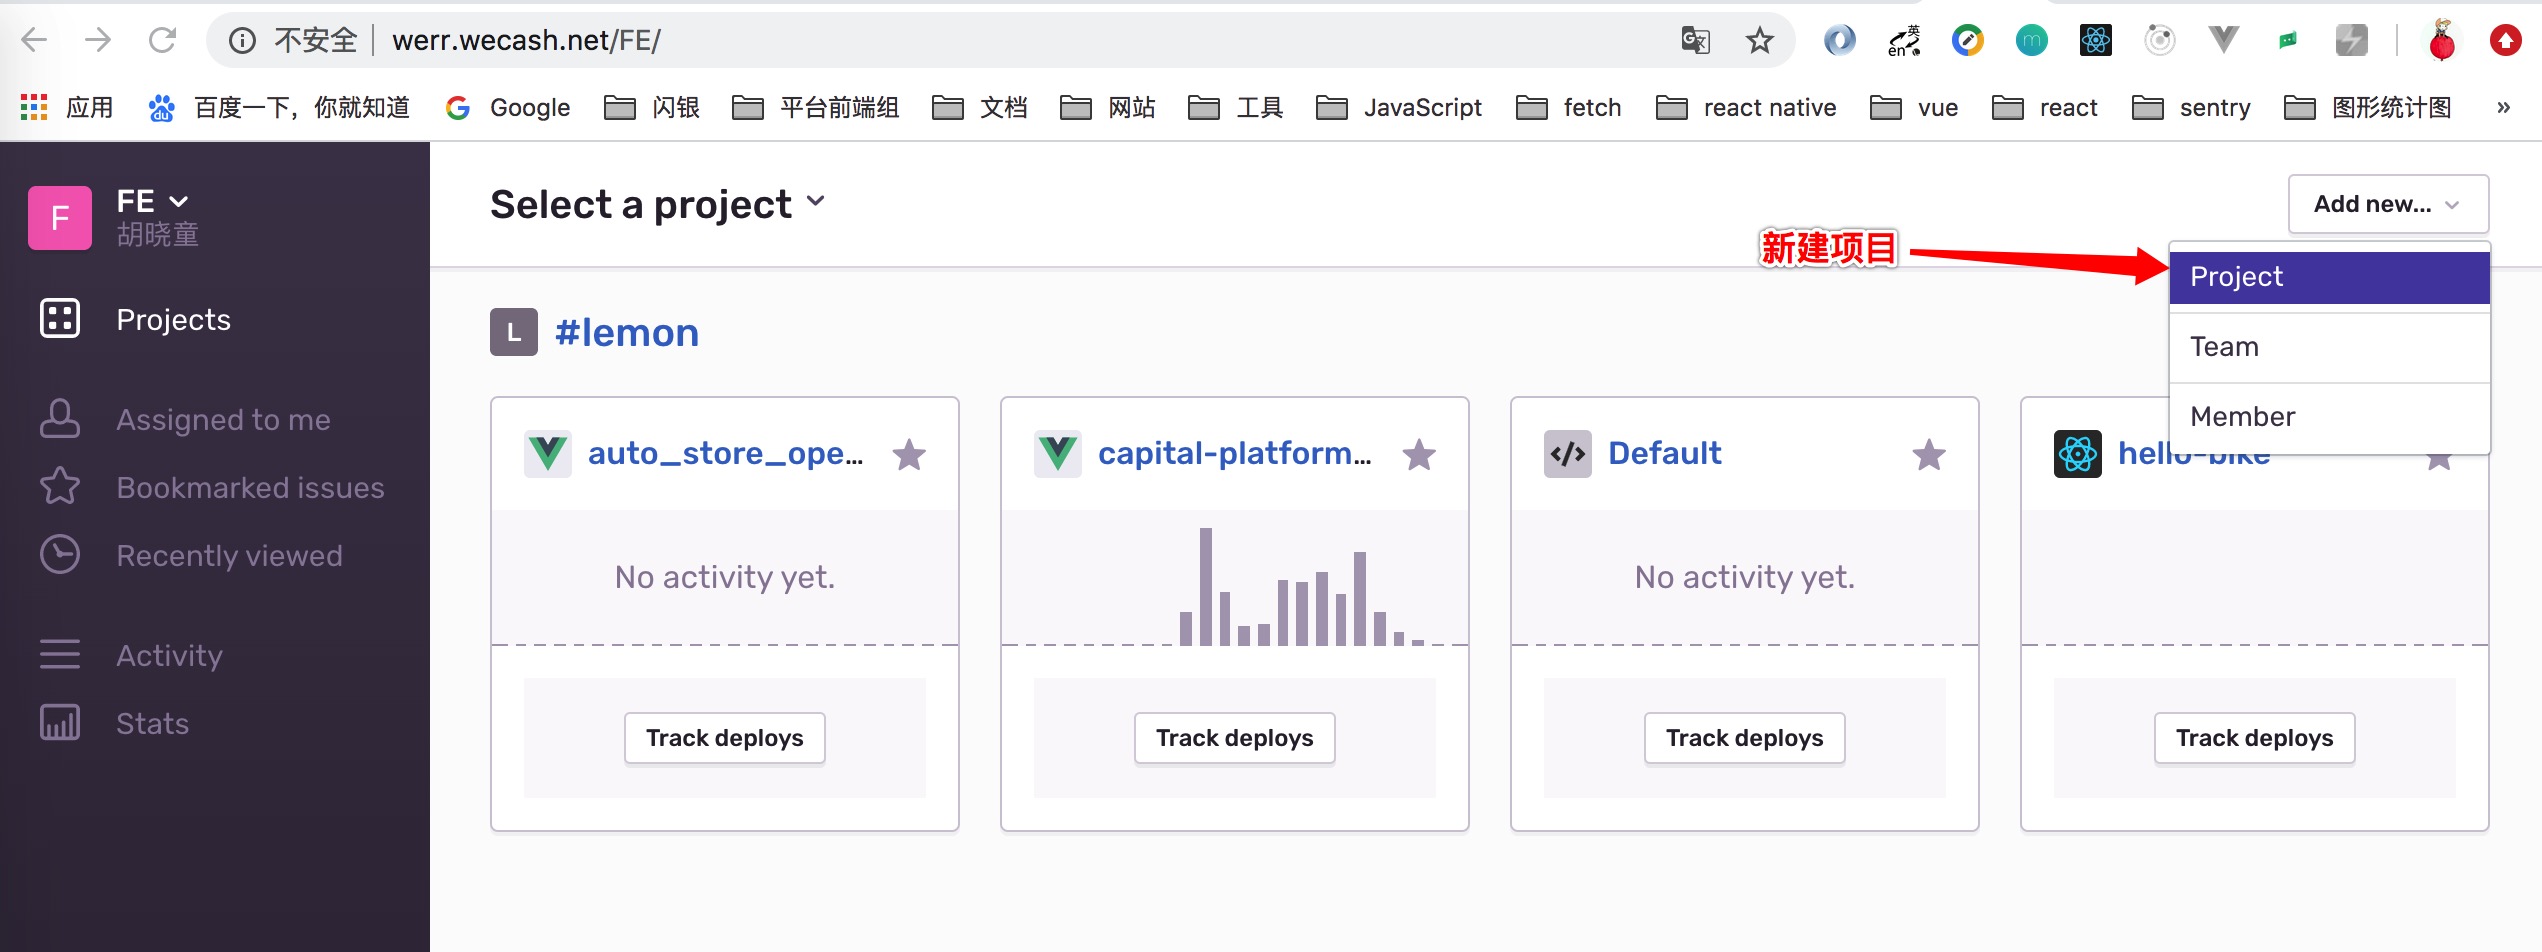 不安全 werr.wecash.net/FE/
英
en
m
应用 百度一下，你就知道 Google 闪银 平台前端组 文档 网站 工具 JavaScript fetch react native vue react sentry 图形统计图 »
F FE
胡晓童
Projects
Assigned to me
Bookmarked issues
Recently viewed
Activity
Stats
Select a project
Add new...
新建项目
Project
Team
Member
L #lemon
auto_store_ope...
capital-platform...
</> Default
hello-bike
No activity yet.
No activity yet.
Track deploys
Track deploys
Track deploys
Track deploys